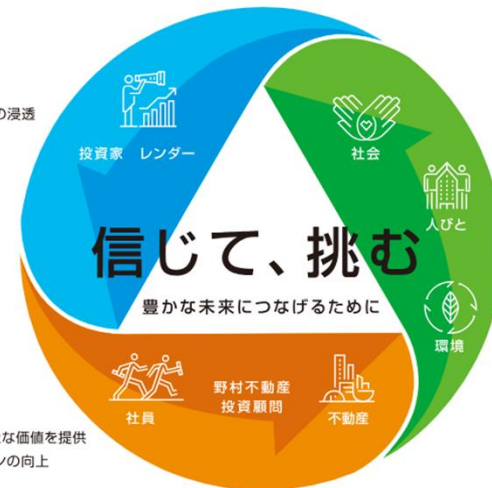 の浸透
投資家 レンダー
社会
人びと
信じて、挑む
豊かな未来につなげるために
環境
社員
野村不動産
投資顧問
不動産
な価値を提供
ンの向上